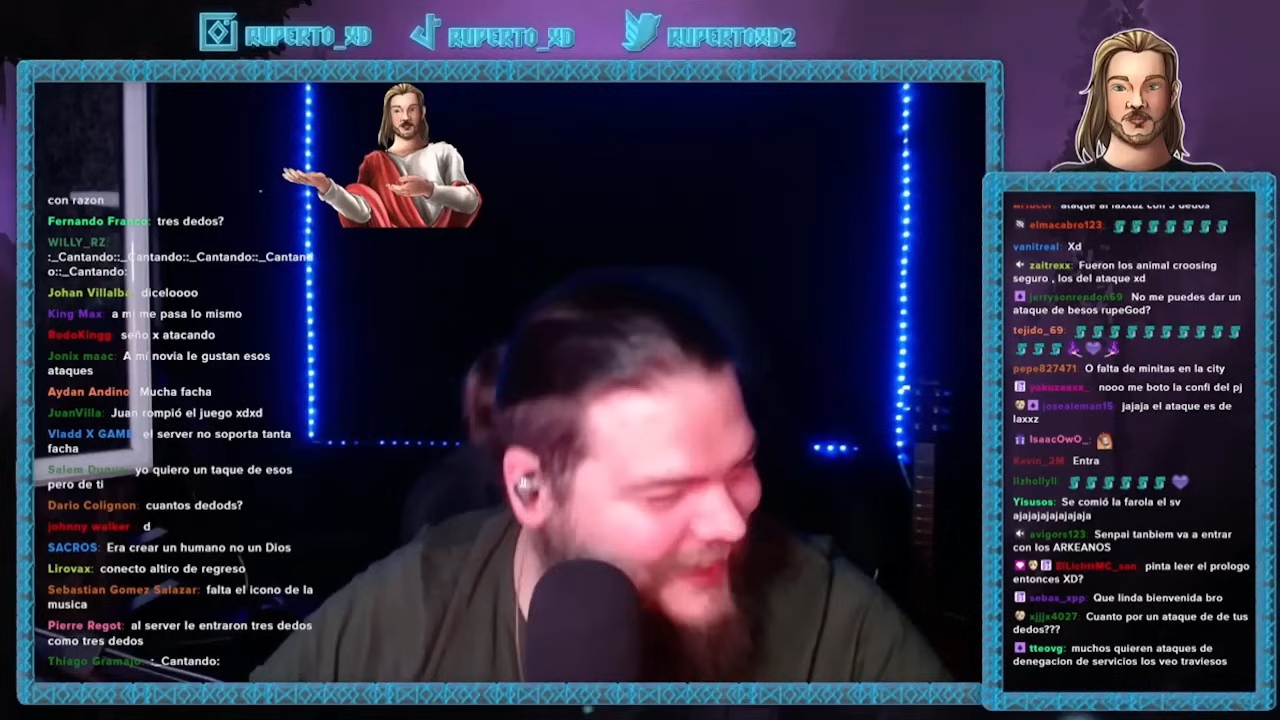 RUPERTO_XD
RUPERTO_XD
RUPERTOXD2
con razon
Fernando Franco: tres dedos?
WILLY_RZ:
:_Cantando::_Cantando::_Cantando::_Cantand
o::_Cantando:
Johan Villalba: diceloooo
King Max: a mi me pasa lo mismo
RodoKingg: seño x atacando
Jonix maac: A mí novia le gustan esos
ataques
Aydan Andino: Mucha facha
JuanVilla: Juan rompió el juego xdxd
Vladd X GAME: el server no soporta tanta
facha
Salem Duque: yo quiero un taque de esos
pero de ti
Dario Colignon: cuantos dedods?
johnny walker: d
SACROS: Era crear un humano no un Dios
Lirovax: conecto altiro de regreso
Sebastian Gomez Salazar: falta el icono de la
musica
Pierre Regot: al server le entraron tres dedos
como tres dedos
Thiago Gramajo: :_Cantando:
ataque al laxxuz con 3 dedos
elmacabro123:
vanitreal: Xd
zaitrexx: Fueron los animal croosing
seguro , los del ataque xd
jerrysonrendon69: No me puedes dar un
ataque de besos rupeGod?
tejido_69:
pepe827471: O falta de minitas en la city
yakuzaaxx_: nooo me boto la confi del pj
josealeman15: jajaja el ataque es de
laxxz
IsaacOwO_:
Kevin_2M: Entra
llzhollyll:
Yisusos: Se comió la farola el sv
ajajajajajajaja
avigors123: Senpai tanbiem va a entrar
con los ARKEANOS
ElLichttMC_san: pinta leer el prologo
entonces XD?
sebas_xpp: Que linda bienvenida bro
xjjjx4027: Cuanto por un ataque de de tus
dedos???
tteovg: muchos quieren ataques de
denegacion de servicios los veo traviesos